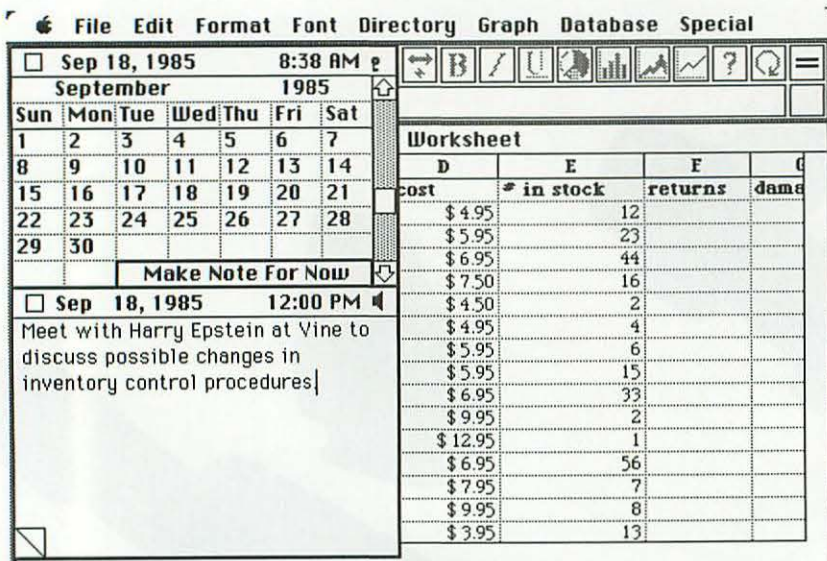 File Edit Format Font Directory Graph Database Special
Sep 18, 1985 8:38 AM
September 1985
Sun Mon Tue Wed Thu Fri Sat
1 2 3 4 5 6 7
8 9 10 11 12 13 14
15 16 17 18 19 20 21
22 23 24 25 26 27 28
29 30
Make Note For Now
Sep 18, 1985 12:00 PM
Meet with Harry Epstein at Vine to
discuss possible changes in
inventory control procedures
B I U ?
Worksheet
D E F G
cost # in stock returns dama
$ 4.95 12
$ 5.95 23
$ 6.95 44
$ 7.50 16
$ 4.50 2
$ 4.95 4
$ 5.95 6
$ 5.95 15
$ 6.95 33
$ 9.95 2
$ 12.95 1
$ 6.95 56
$ 7.95 7
$ 9.95 8
$ 3.95 13